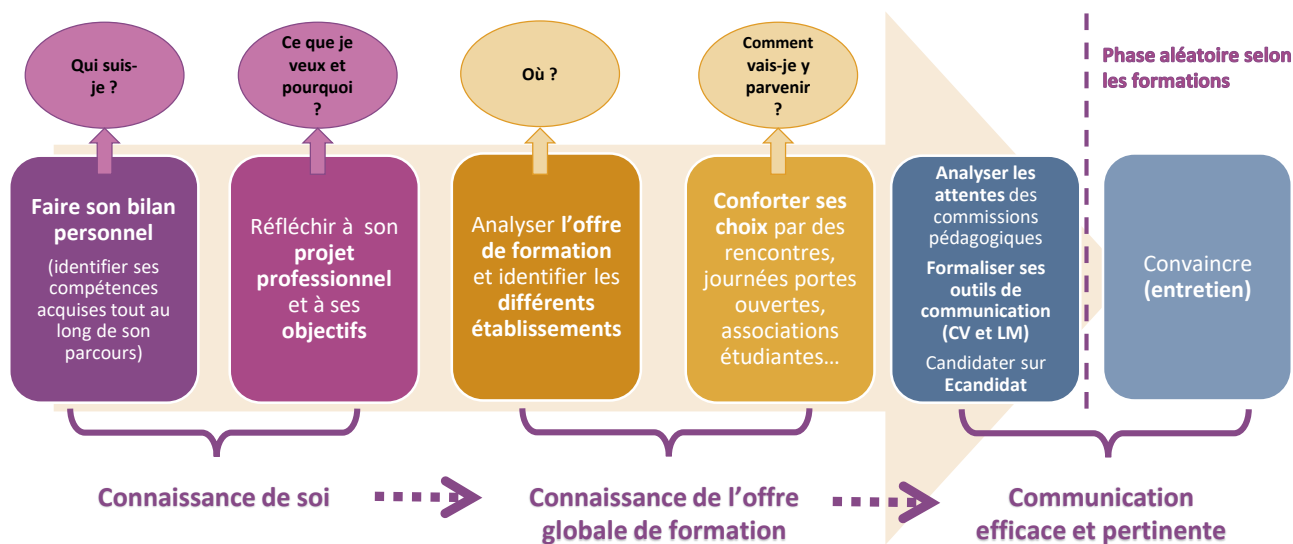 Qui suis-
je ?
Ce que je
veux et
pourquoi
?
Où ?
Comment
vais-je y
parvenir
?
Phase aléatoire selon
les formations
Faire son bilan
personnel
(identifier ses
compétences
acquises tout au
long de son
parcours)
Réfléchir à son
projet
professionnel
et à ses
objectifs
Analyser l’offre
de formation
et identifier les
différents
établissements
Conforter ses
choix par des
rencontres,
journées portes
ouvertes,
associations
étudiantes…
Analyser les
attentes des
commissions
pédagogiques
Formaliser ses
outils de
communication
(CV et LM)
Candidater sur
Ecandidat
Convaincre
(entretien)
Connaissance de soi
Connaissance de l’offre
globale de formation
Communication
efficace et pertinente